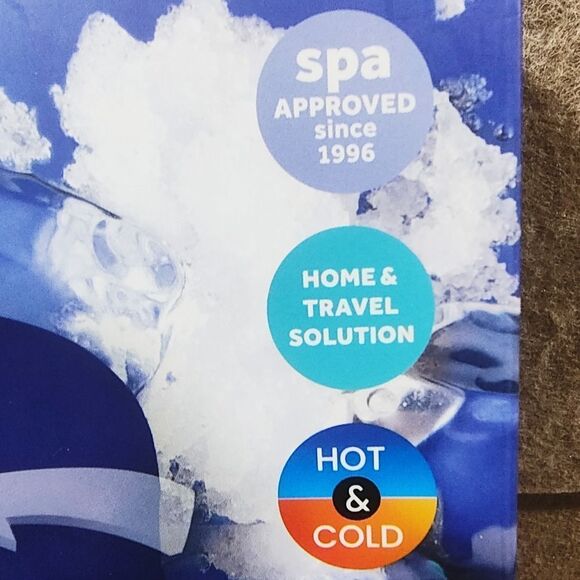 spa
APPROVED
since
1996
HOME &
TRAVEL
SOLUTION
HOT
&
COLD